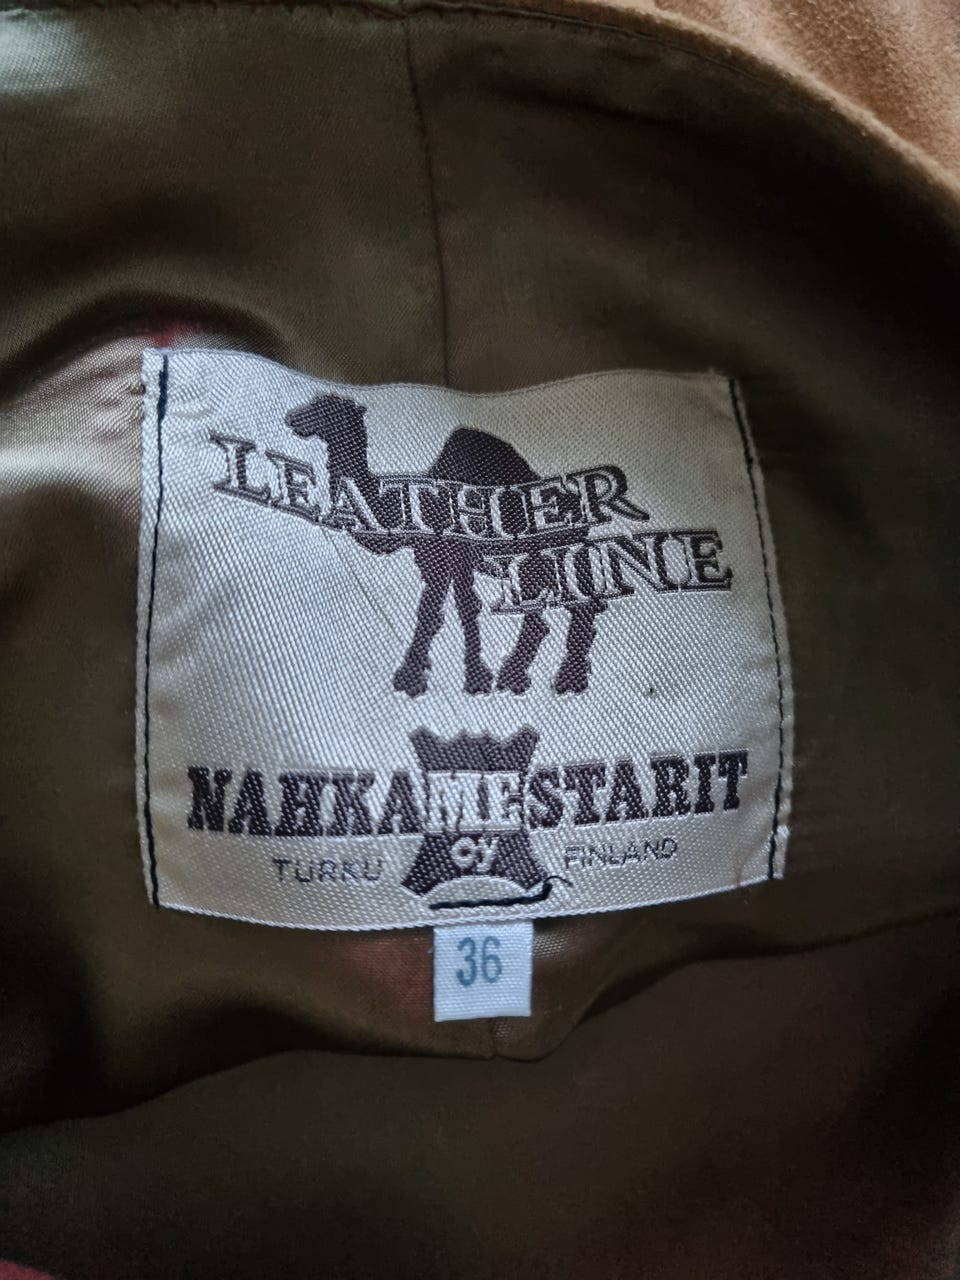 LEATHER
LINE
NAHKAMESTARIT
TURKU OY FINLAND
36